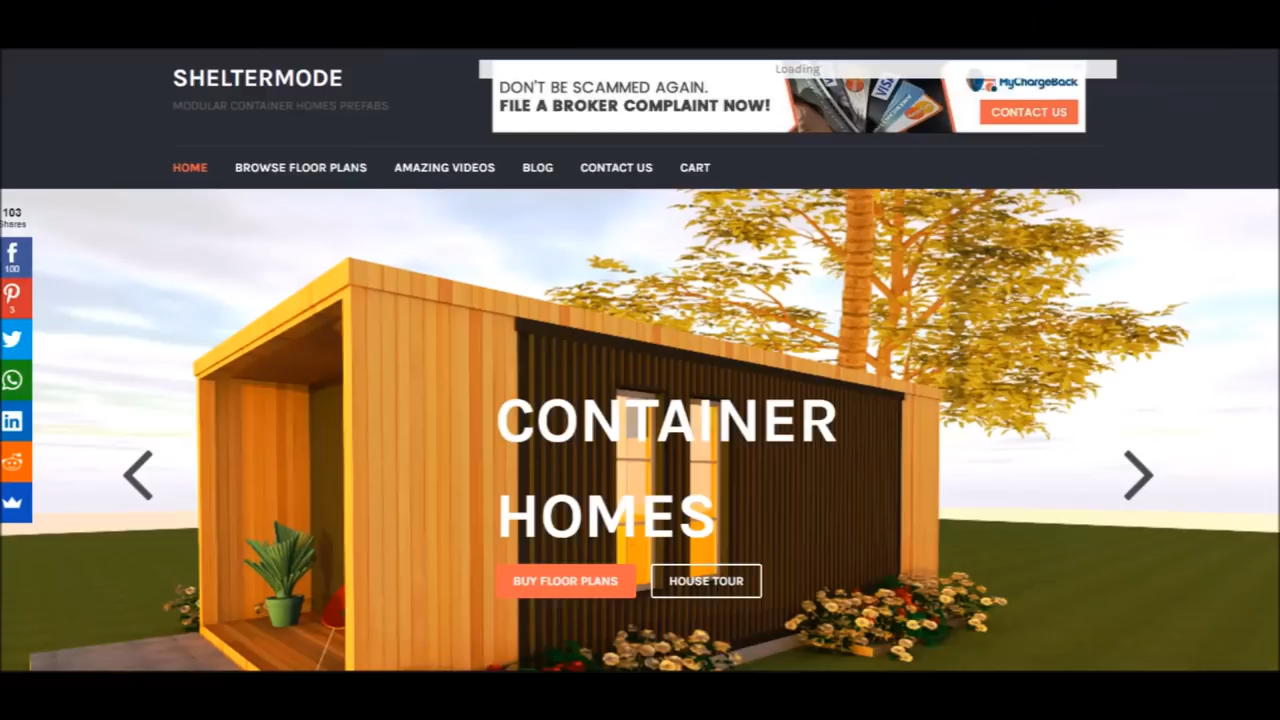 SHELTERMODE
MODULAR CONTAINER HOMES PREFABS
Loading
DON'T BE SCAMMED AGAIN.
FILE A BROKER COMPLAINT NOW!
VISA
MasterCard
MyChargeBack
CONTACT US
HOME
BROWSE FLOOR PLANS
AMAZING VIDEOS
BLOG
CONTACT US
CART
103
Shares
100
3
CONTAINER
HOMES
BUY FLOOR PLANS
HOUSE TOUR